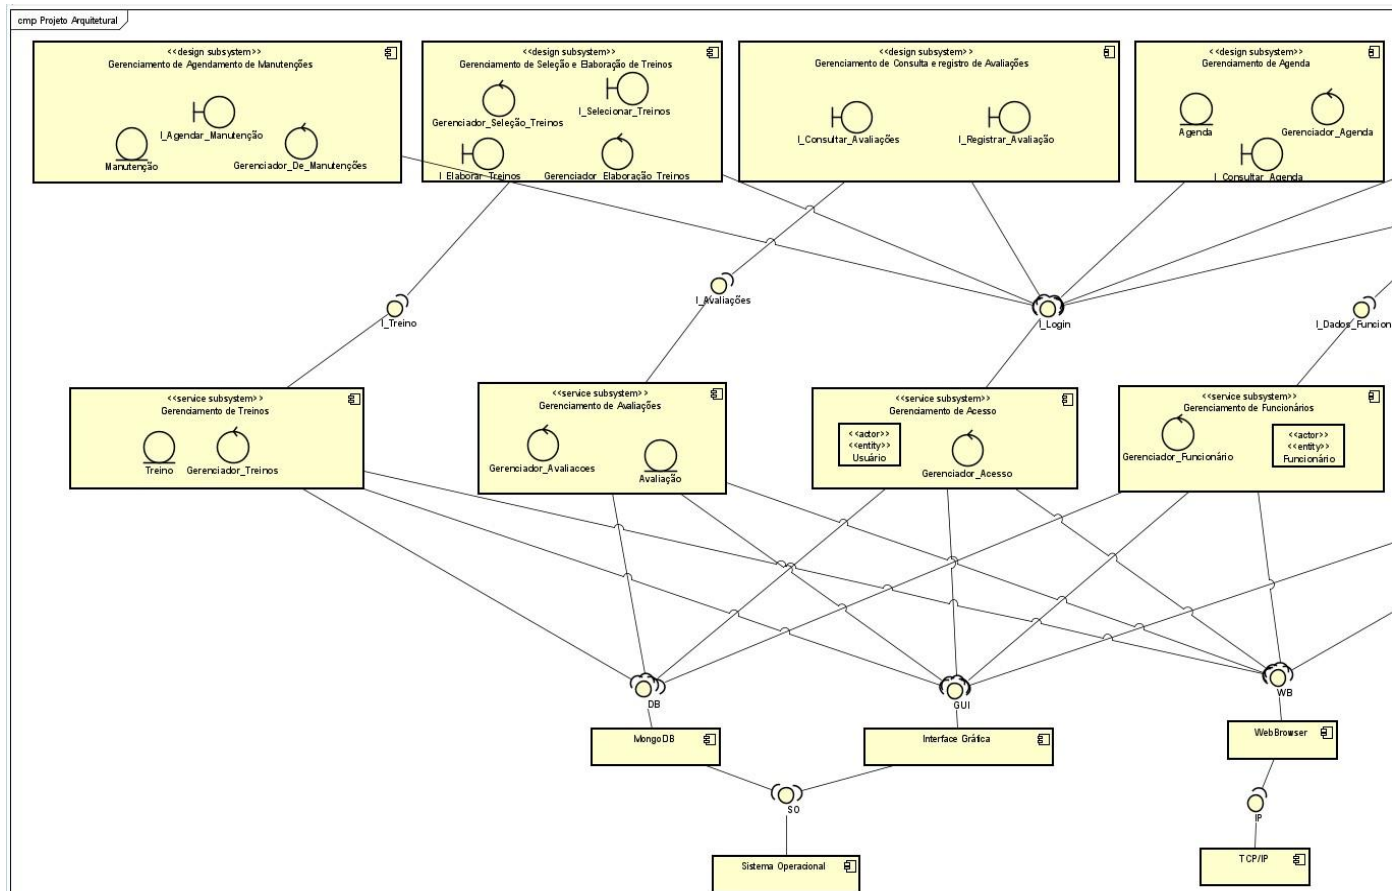 cmp Projeto Arquitetural
<<design subsystem>>
Gerenciamento de Agendamento de Manutenções
I_Agendar_Manutenção
Manutenção
Gerenciador_De_Manutenções
<<design subsystem>>
Gerenciamento de Seleção e Elaboração de Treinos
Gerenciador_Seleção_Treinos
I_Selecionar_Treinos
I_Elaborar_Treinos
Gerenciador_Elaboração_Treinos
<<design subsystem>>
Gerenciamento de Consulta e registro de Avaliações
I_Consultar_Avaliações
I_Registrar_Avaliação
<<design subsystem>>
Gerenciamento de Agenda
Agenda
Gerenciador_Agenda
I_Consultar_Agenda
I_Treino
I_Avaliações
I_Login
I_Dados_Funcion
<<service subsystem>>
Gerenciamento de Treinos
Treino
Gerenciador_Treinos
<<service subsystem>>
Gerenciamento de Avaliações
Gerenciador_Avaliacoes
Avaliação
<<service subsystem>>
Gerenciamento de Acesso
<<actor>>
<<entity>>
Usuário
Gerenciador_Acesso
<<service subsystem>>
Gerenciamento de Funcionários
Gerenciador_Funcionário
<<actor>>
<<entity>>
Funcionário
DB
GUI
WB
MongoDB
Interface Gráfica
WebBrowser
SO
IP
Sistema Operacional
TCP/IP